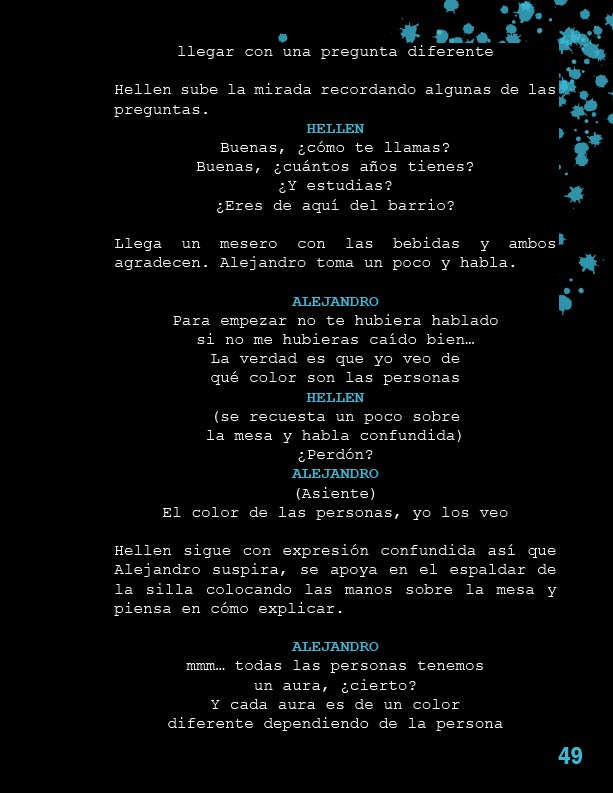 llegar con una pregunta diferente
Hellen sube la mirada recordando algunas de las
preguntas.
HELLEN
Buenas, ¿cómo te llamas?
Buenas, ¿cuántos años tienes?
¿Y estudias?
¿Eres de aquí del barrio?
Llega un mesero con las bebidas y ambos
agradecen. Alejandro toma un poco y habla.
ALEJANDRO
Para empezar no te hubiera hablado
si no me hubieras caído bien…
La verdad es que yo veo de
qué color son las personas
HELLEN
(se recuesta un poco sobre
la mesa y habla confundida)
¿Perdón?
ALEJANDRO
(Asiente)
El color de las personas, yo los veo
Hellen sigue con expresión confundida así que
Alejandro suspira, se apoya en el espaldar de
la silla colocando las manos sobre la mesa y
piensa en cómo explicar.
ALEJANDRO
mmm… todas las personas tenemos
un aura, ¿cierto?
Y cada aura es de un color
diferente dependiendo de la persona
49